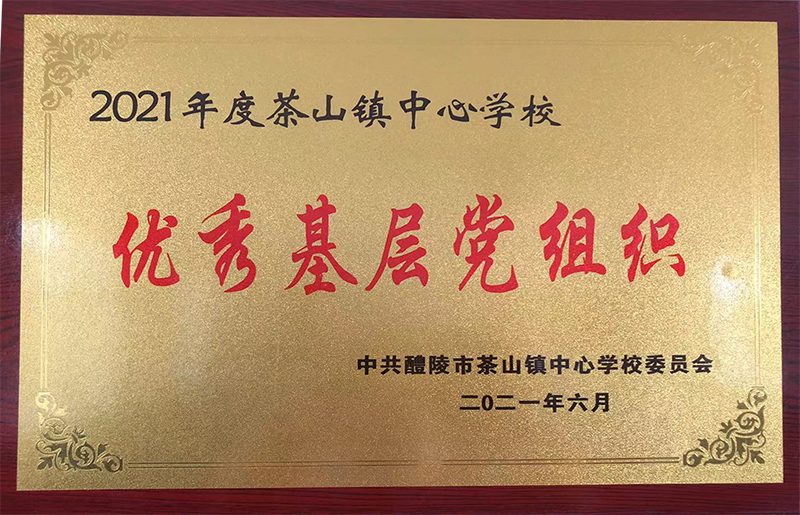 2021年度茶山镇中心学校
优秀基层党组织
中共醴陵市茶山镇中心学校委员会
二0二一年六月